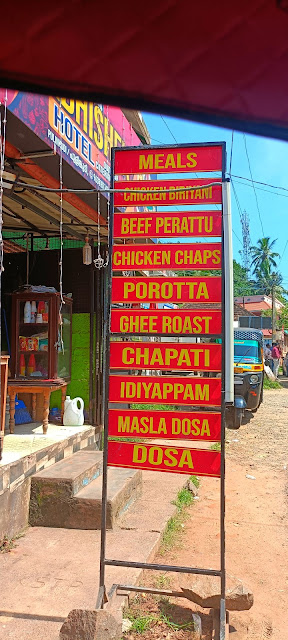 HOTEL
MEALS
CHICKEN BIRIYANI
BEEF PERATTU
CHICKEN CHAPS
POROTTA
GHEE ROAST
CHAPATI
IDIYAPPAM
MASLA DOSA
DOSA